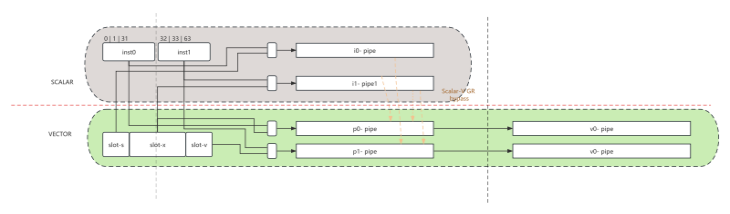 0 | 1 | 31
32 | 33 | 63
inst0
inst1
i0- pipe
SCALAR
i1- pipe1
Scalar-VGR
bypass
VECTOR
p0- pipe
v0- pipe
slot-s
slot-x
slot-v
p1- pipe
v0- pipe